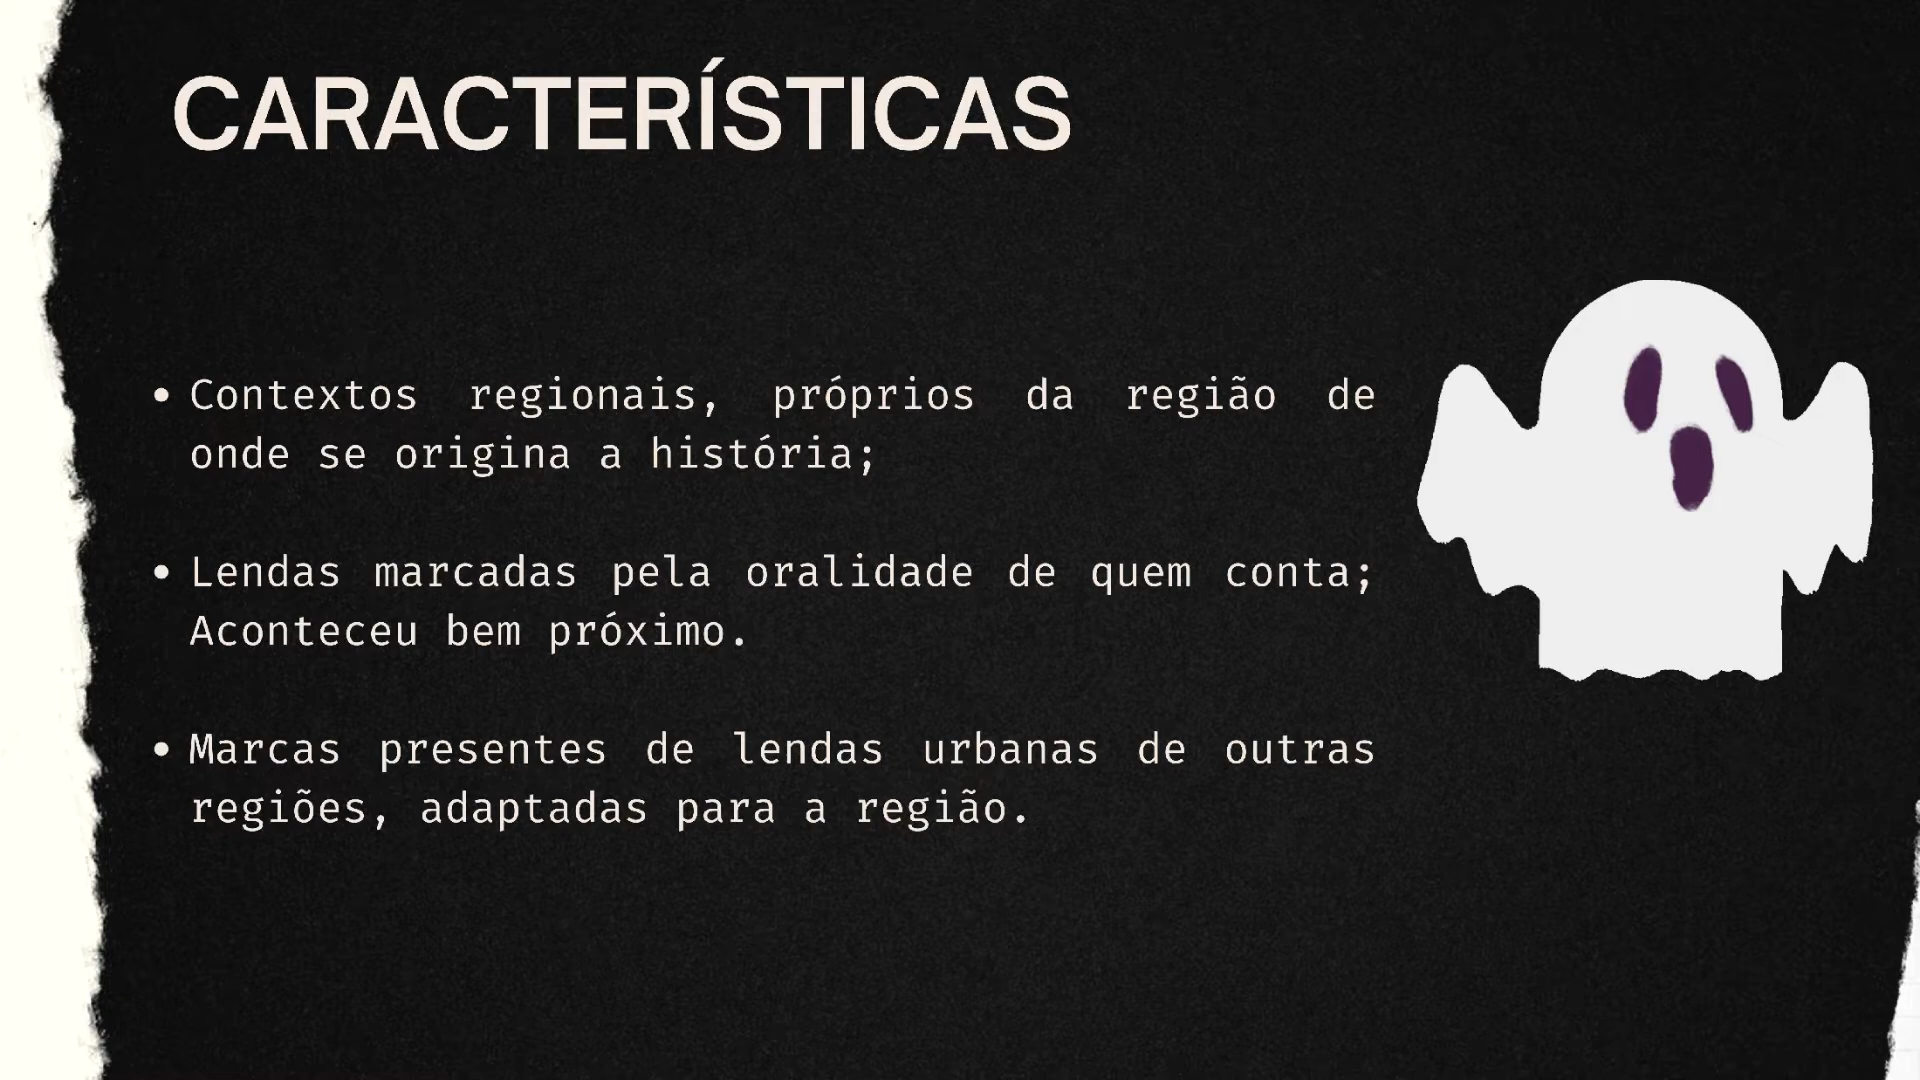 CARACTERÍSTICAS
• Contextos regionais, próprios da região de
onde se origina a história;
• Lendas marcadas pela oralidade de quem conta;
Aconteceu bem próximo.
• Marcas presentes de lendas urbanas de outras
regiões, adaptadas para a região.